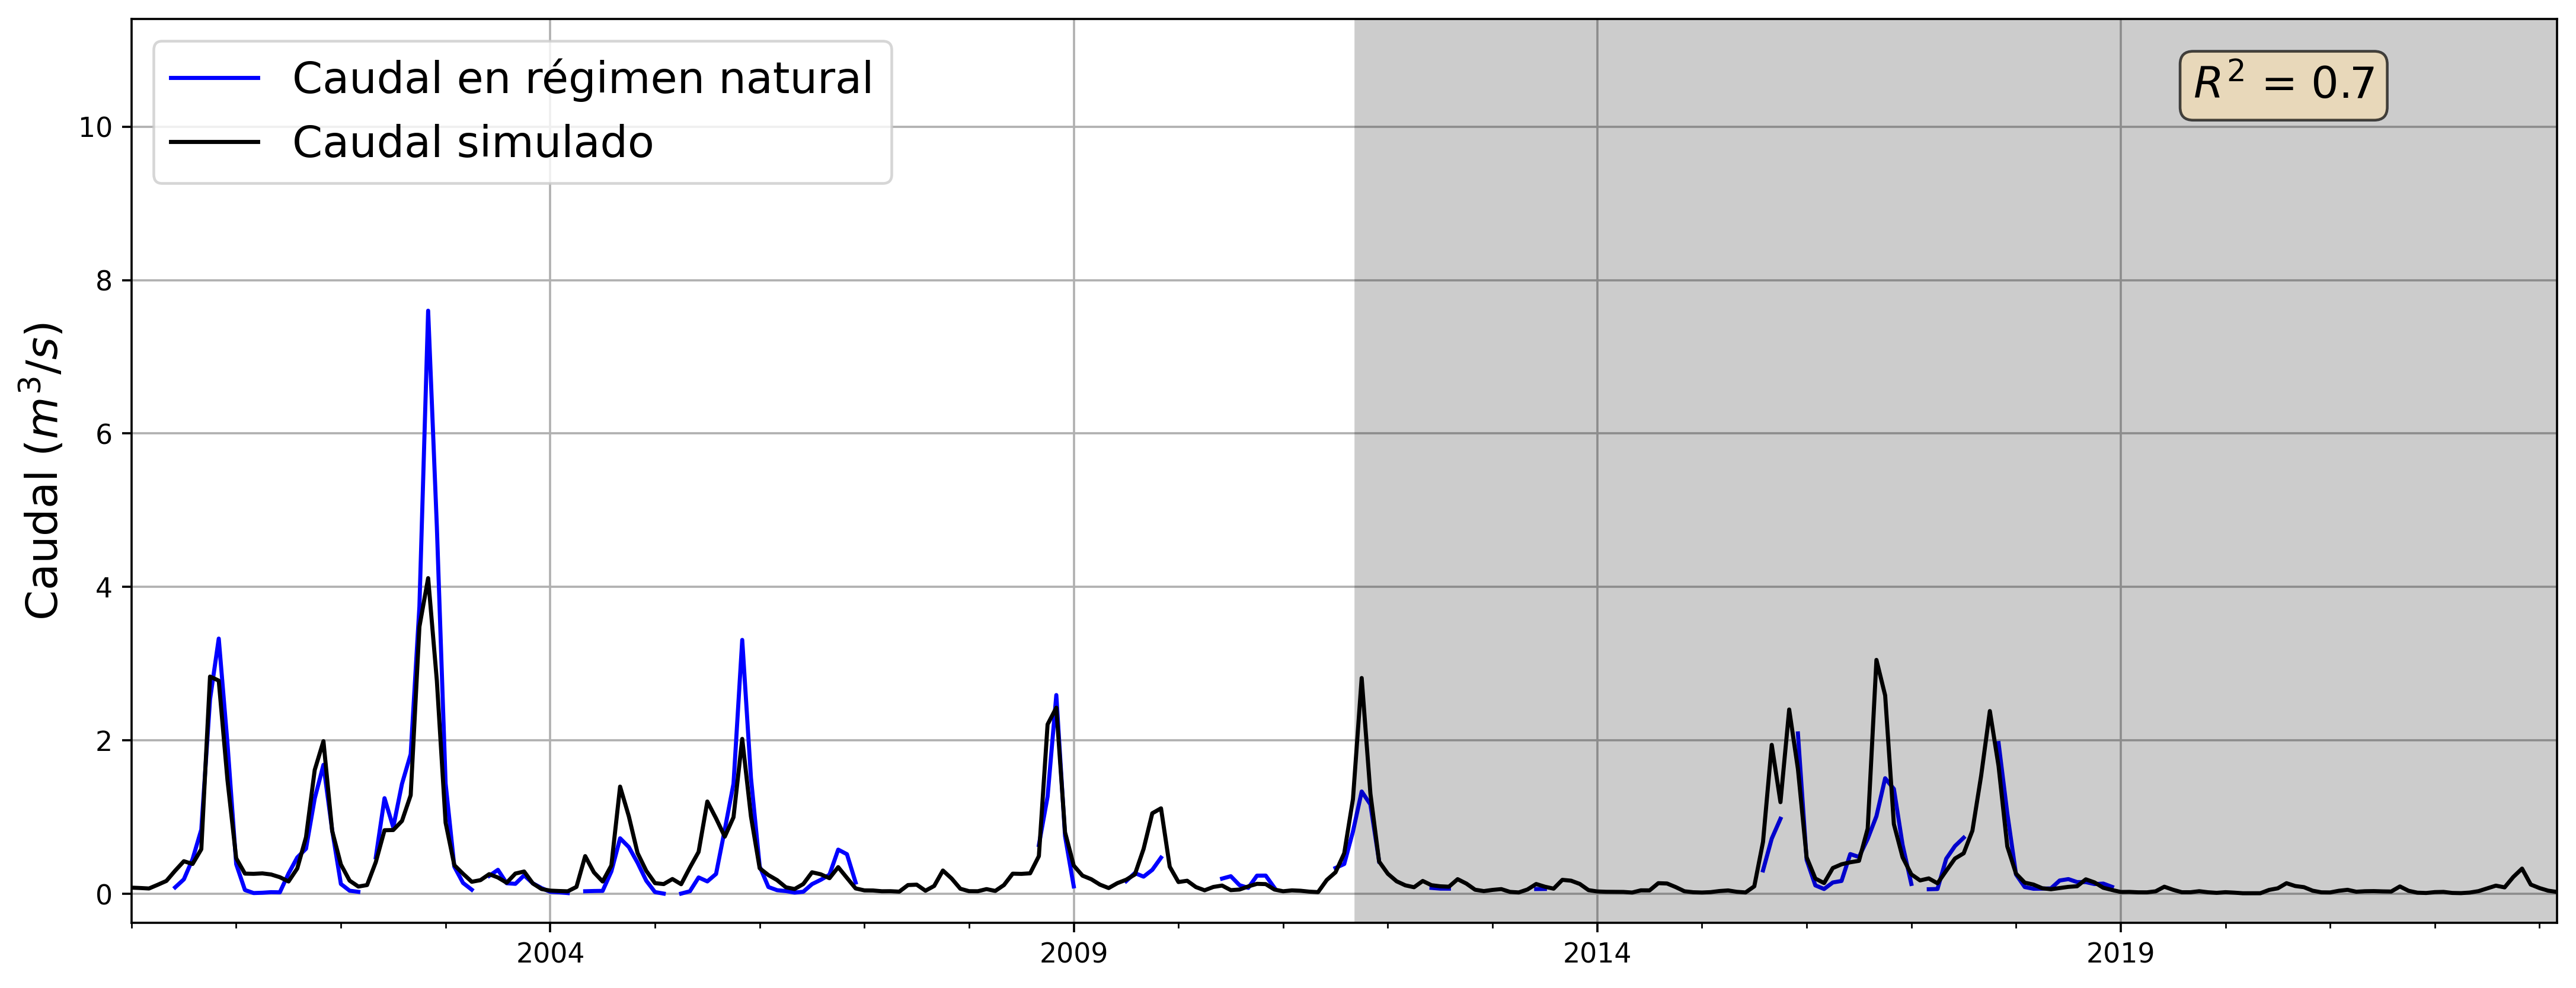 Caudal en régimen natural
Caudal simulado
R² = 0.7
Caudal (m³/s)
10
8
6
4
2
0
2004
2009
2014
2019